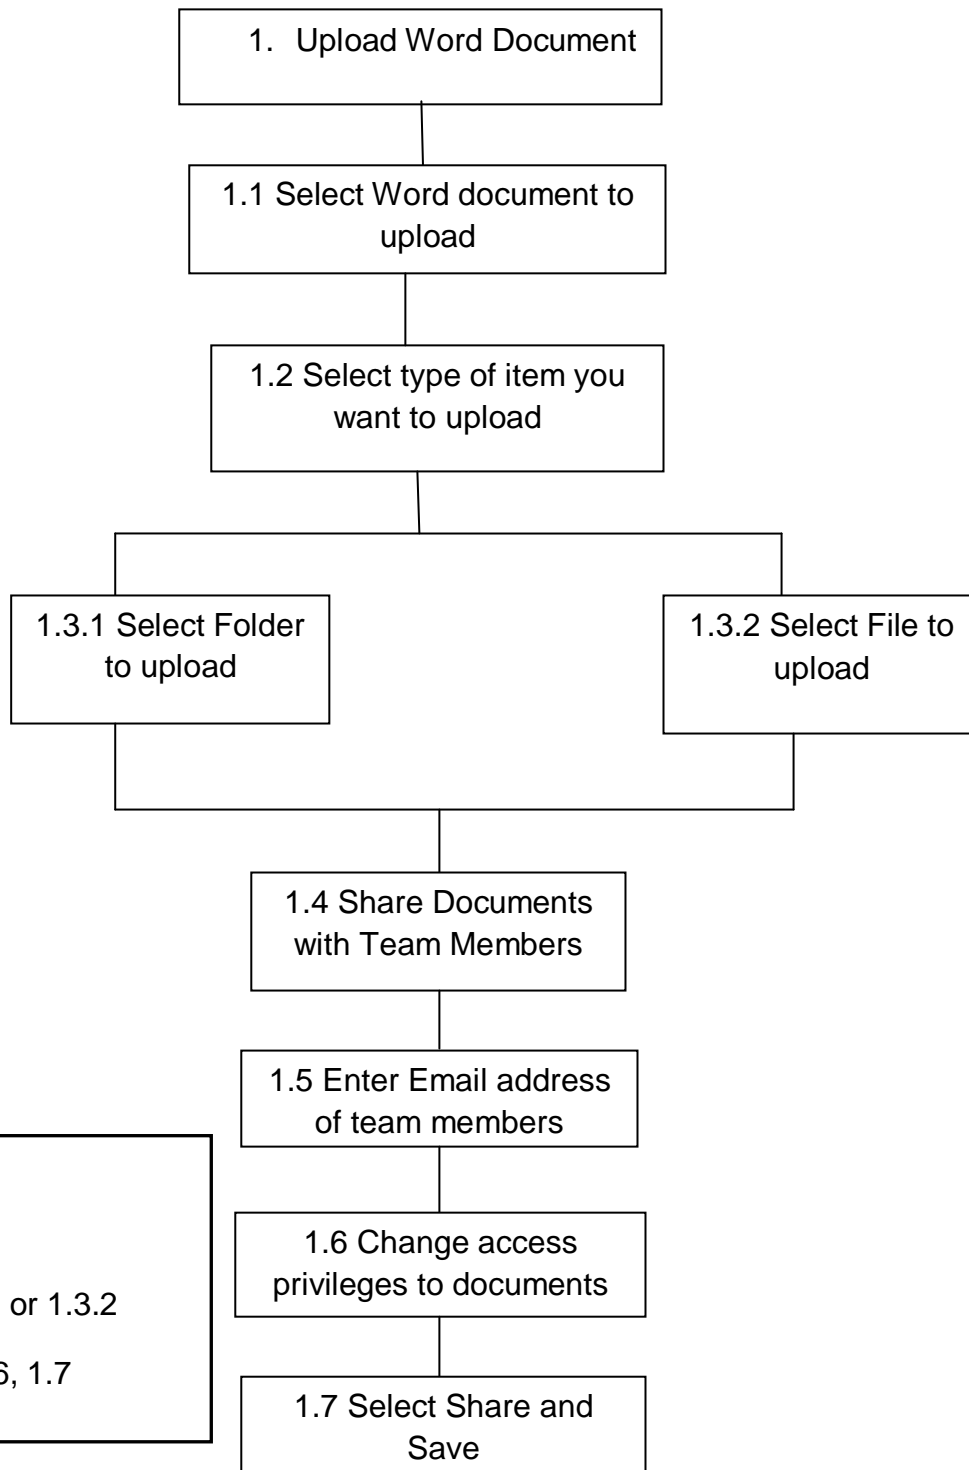 1. Upload Word Document
1.1 Select Word document to
upload
1.2 Select type of item you
want to upload
1.3.1 Select Folder
to upload
1.3.2 Select File to
upload
1.4 Share Documents
with Team Members
1.5 Enter Email address
of team members
1.6 Change access
privileges to documents
1.7 Select Share and
Save
or 1.3.2
6, 1.7